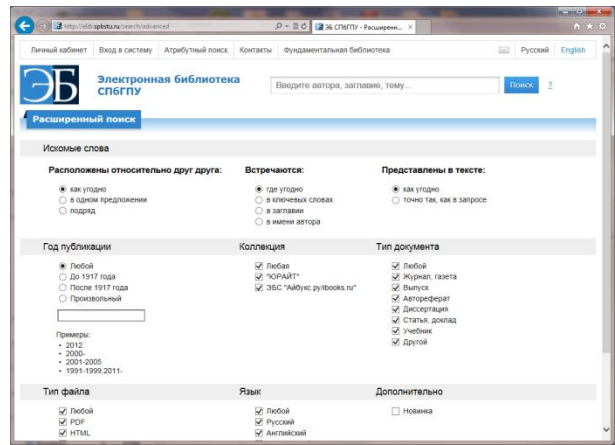 http://elib.spbstu.ru/search/advanced
ЭБ СПбГПУ - Расширенн...
Личный кабинет Вход в систему Атрибутный поиск Контакты Фундаментальная библиотека Русский English
ЭБ
Электронная библиотека
СПбГПУ
Введите автора, заглавие, тему... Поиск ?
Расширенный поиск
Искомые слова
Расположены относительно друг друга: Встречаются: Представлены в тексте:
как угодно где угодно как угодно
в одном предложении в ключевых словах точно так, как в запросе
подряд в заглавии
в имени автора
Год публикации Коллекция Тип документа
Любой Любая Любой
До 1917 года "ЮРАЙТ" Журнал, газета
После 1917 года ЭБС "Айбукс.ру/ibooks.ru" Выпуск
Произвольный Автореферат
Диссертация
Статья, доклад
Учебник
Примеры: Другой
2012
2000-
2001-2005
1991-1999,2011-
Тип файла Язык Дополнительно
Любой Любой Новинка
PDF Русский
HTML Английский